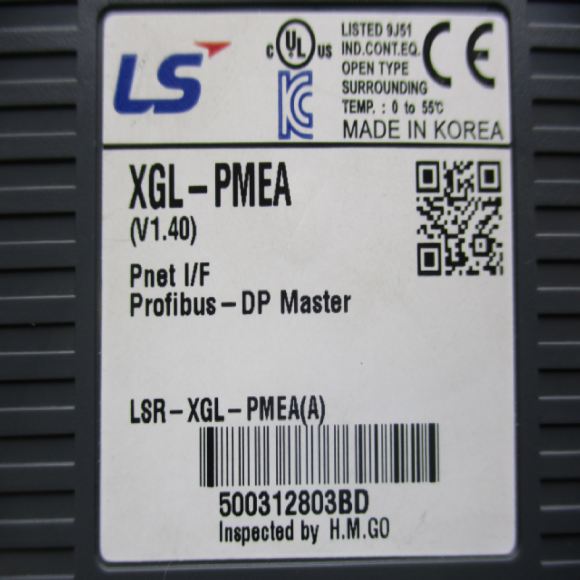 LS
c UL us
LISTED 9J51
IND.CONT.EQ.
OPEN TYPE
SURROUNDING
TEMP. : 0 to 55℃
CE
KC
MADE IN KOREA
XGL-PMEA
(V1.40)
Pnet I/F
Profibus-DP Master
LSR-XGL-PMEA(A)
500312803BD
Inspected by H.M.GO